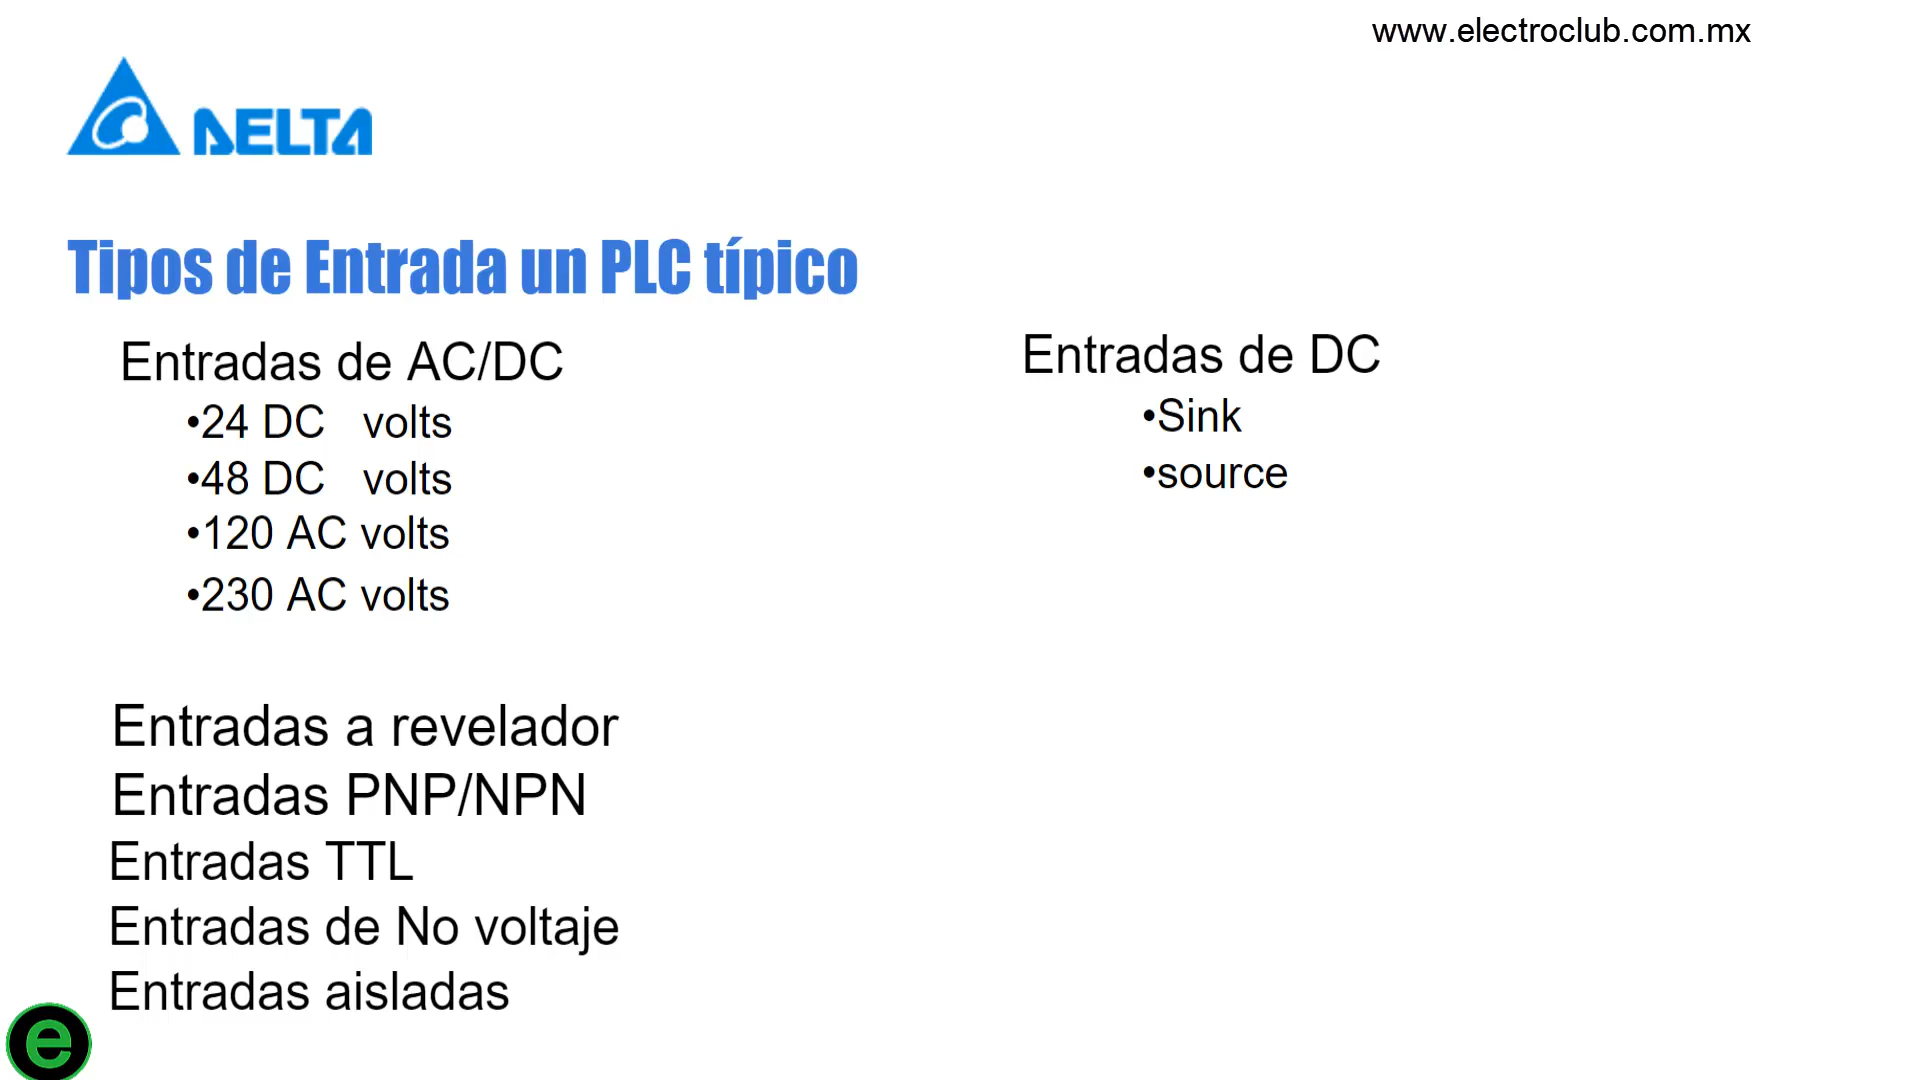 www.electroclub.com.mx
DELTA
Tipos de Entrada un PLC típico
Entradas de AC/DC
•24 DC volts
•48 DC volts
•120 AC volts
•230 AC volts
Entradas de DC
•Sink
•source
Entradas a revelador
Entradas PNP/NPN
Entradas TTL
Entradas de No voltaje
Entradas aisladas
e